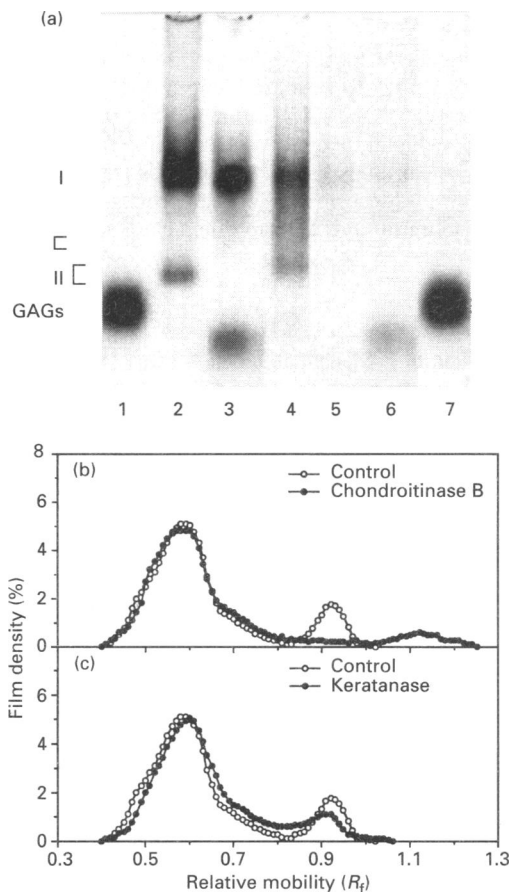 (a)
I
II
GAGs
1 2 3 4 5 6 7
8
(b)
Control
Chondroitinase B
6
4
2
0
(c)
Control
Keratanase
6
4
2
0
Film density (%)
0.3 0.5 0.7 0.9 1.1 1.3
Relative mobility (Rf)